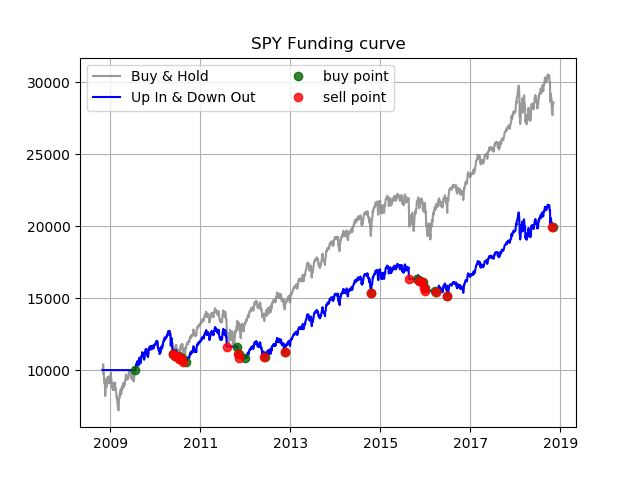 SPY Funding curve
Buy & Hold
Up In & Down Out
buy point
sell point
30000
25000
20000
15000
10000
2009 2011 2013 2015 2017 2019